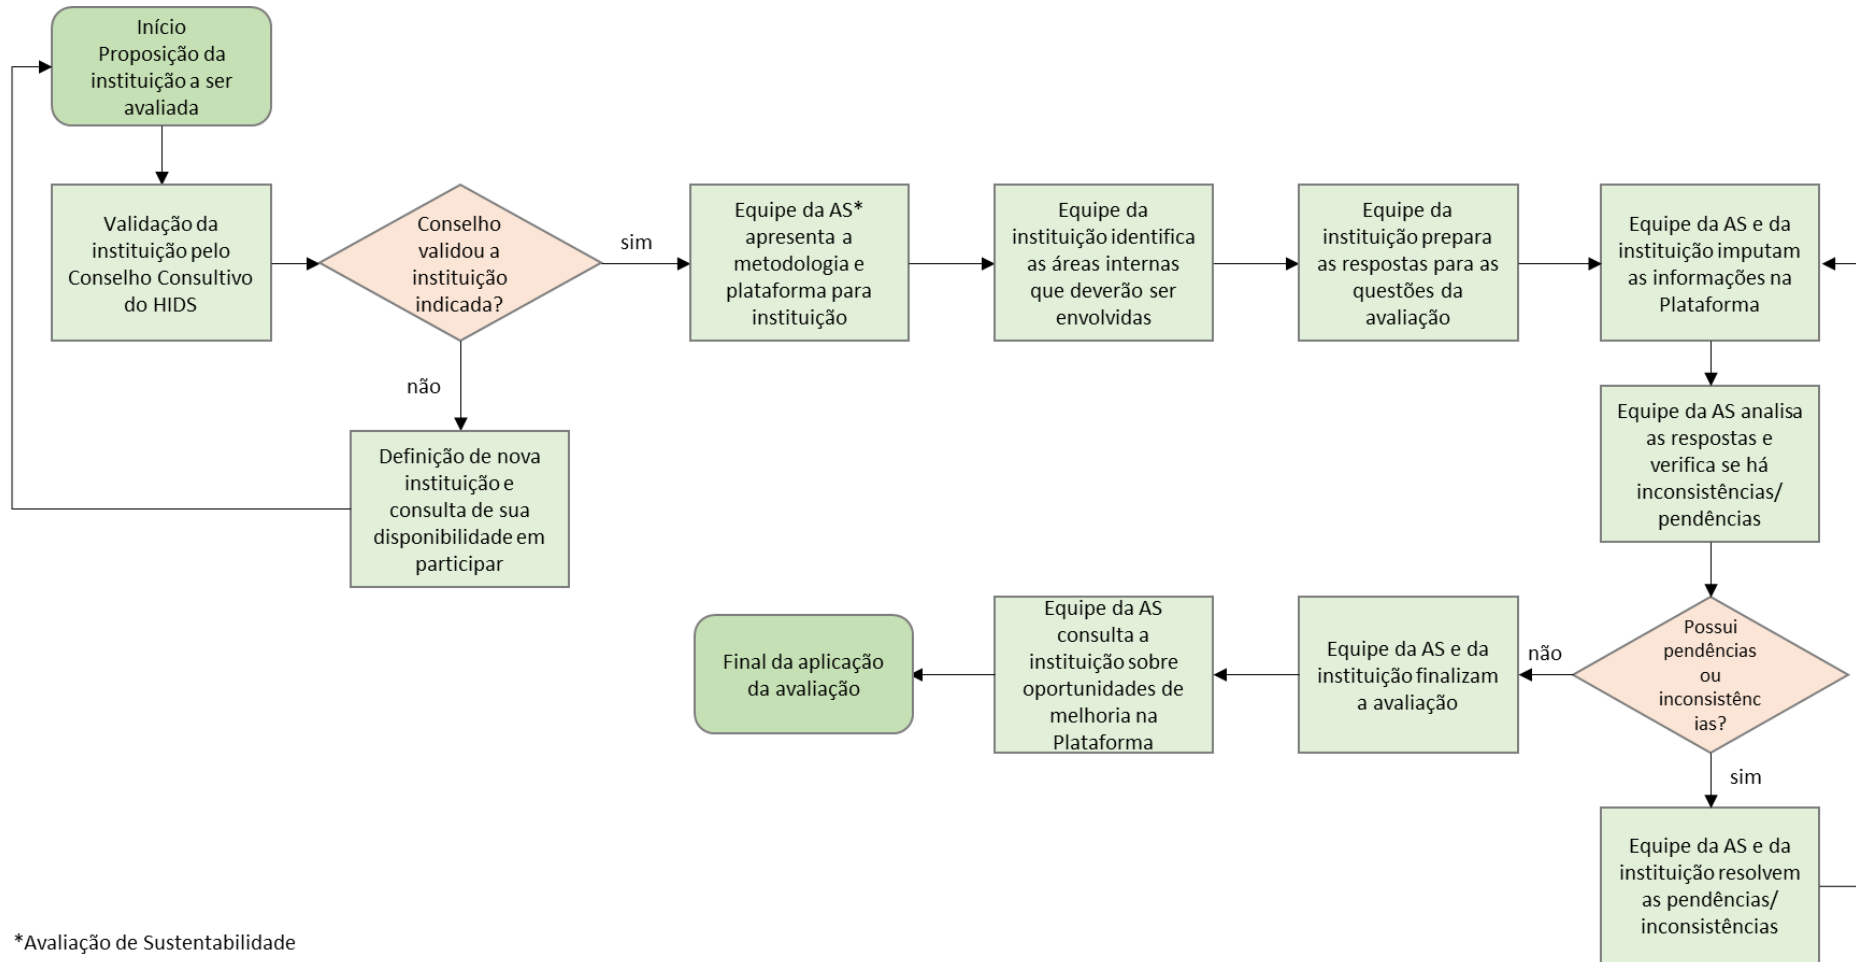 Início
Proposição da
instituição a ser
avaliada
Validação da
instituição pelo
Conselho Consultivo
do HIDS
Conselho
validou a
instituição
indicada?
sim
Equipe da AS*
apresenta a
metodologia e
plataforma para
instituição
Equipe da
instituição identifica
as áreas internas
que deverão ser
envolvidas
Equipe da
instituição prepara
as respostas para as
questões da
avaliação
Equipe da AS e da
instituição imputam
as informações na
Plataforma
não
Definição de nova
instituição e
consulta de sua
disponibilidade em
participar
Equipe da AS analisa
as respostas e
verifica se há
inconsistências/
pendências
Possui
pendências
ou
inconsistênc
ias?
não
Equipe da AS e da
instituição finalizam
a avaliação
Equipe da AS
consulta a
instituição sobre
oportunidades de
melhoria na
Plataforma
Final da aplicação
da avaliação
sim
Equipe da AS e da
instituição resolvem
as pendências/
inconsistências
*Avaliação de Sustentabilidade